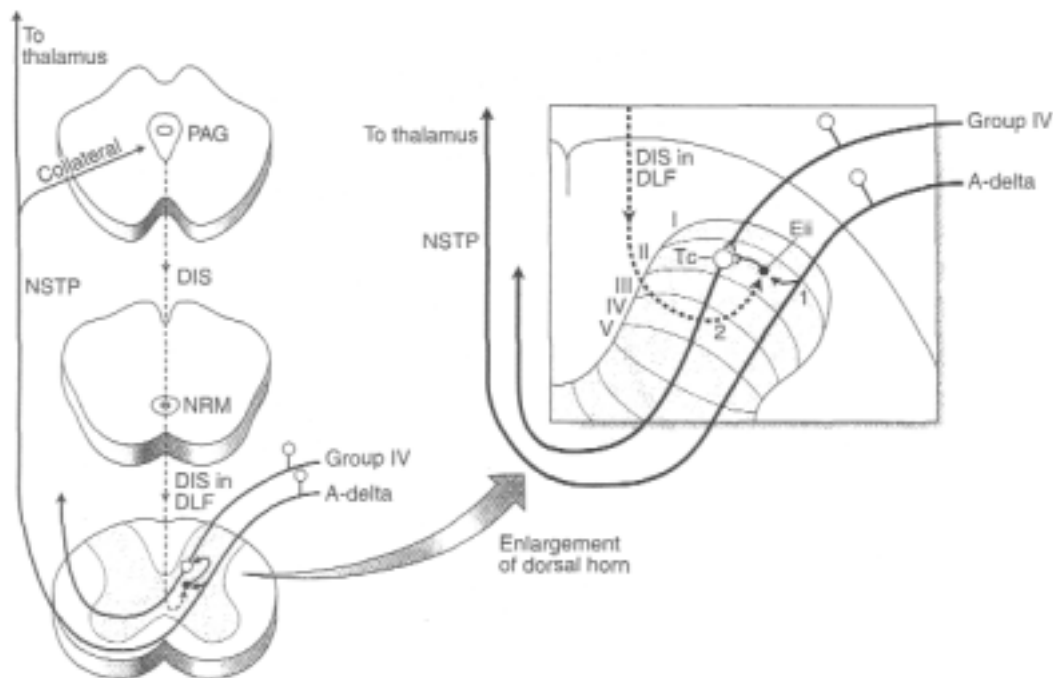 To
thalamus
PAG
Collateral
DIS
NSTP
NRM
DIS in
DLF
Group IV
A-delta
Enlargement
of dorsal horn
To thalamus
NSTP
DIS in
DLF
Group IV
A-delta
I
II
III
IV
V
Tc
Eii
1
2